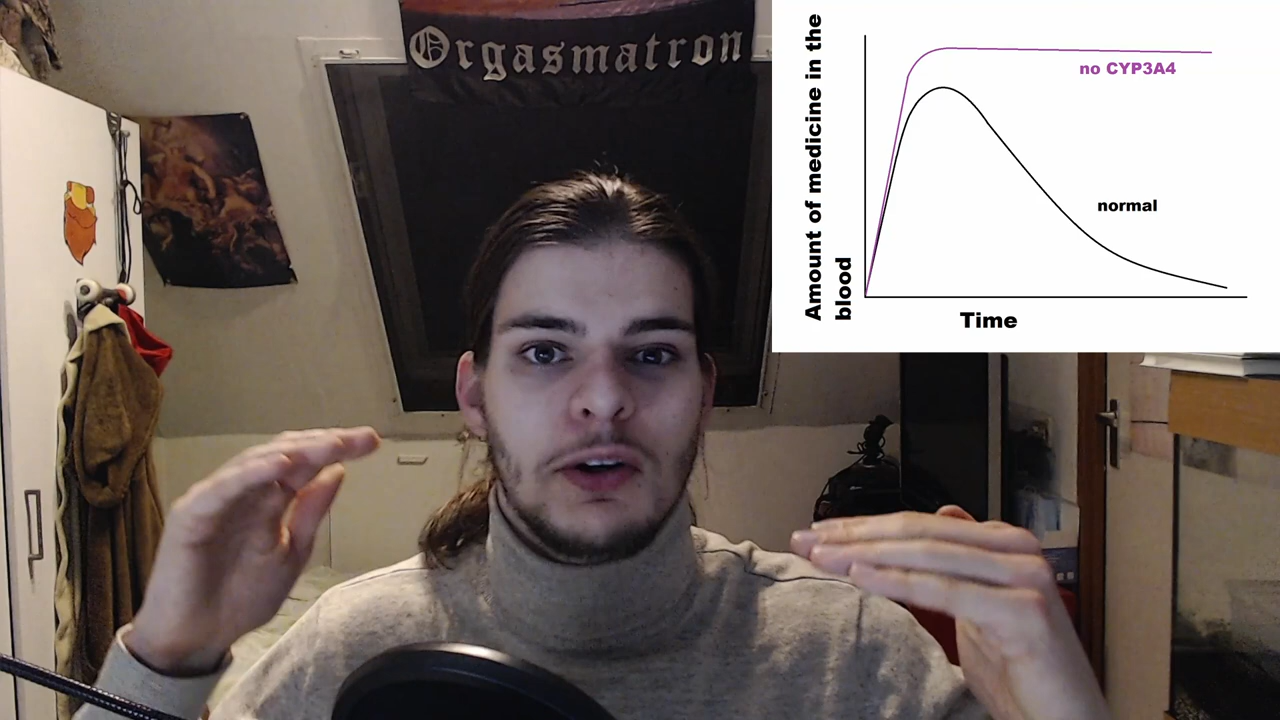 Orgasmatron
Amount of medicine in the
blood
no CYP3A4
normal
Time